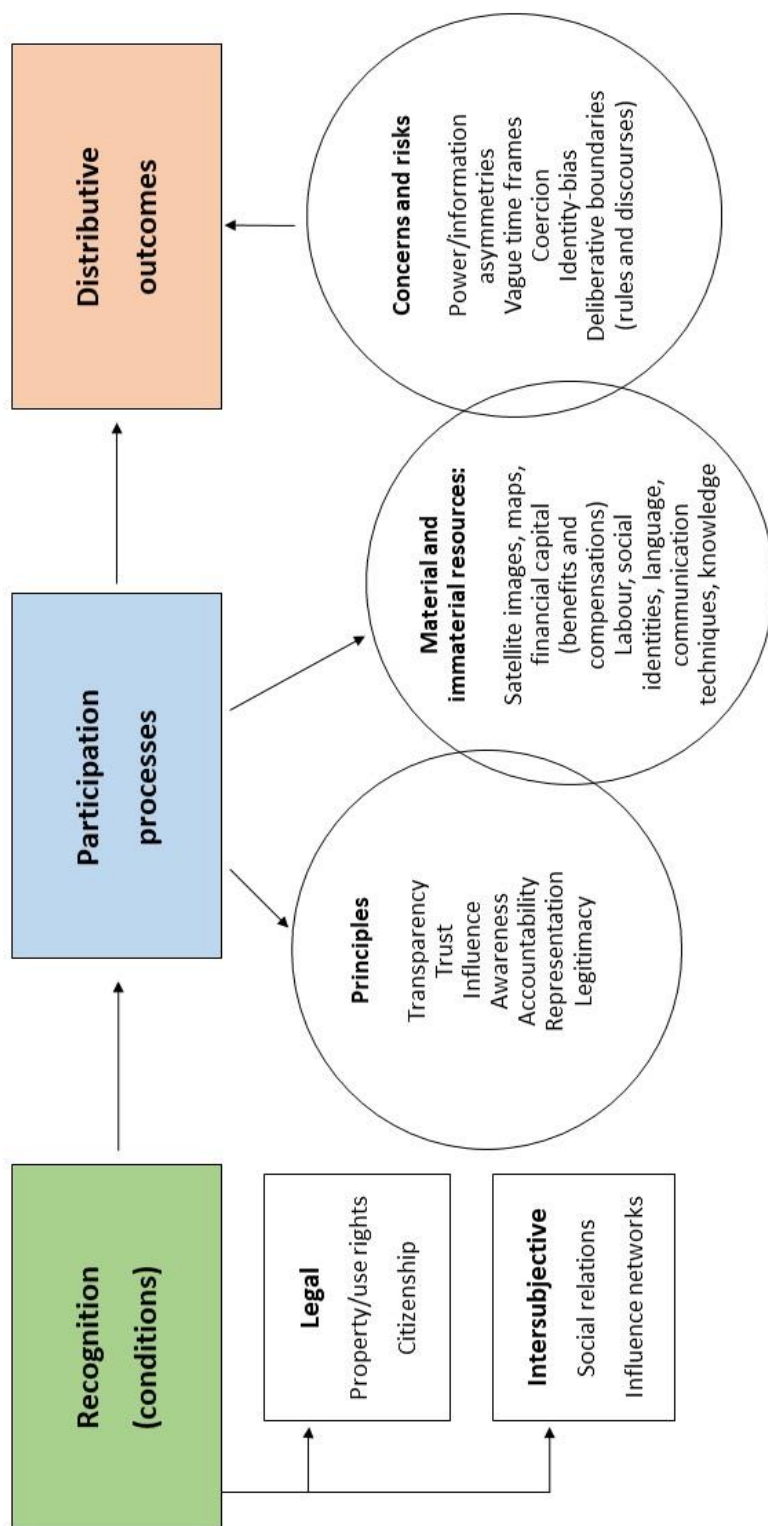 Recognition
(conditions)
Participation
processes
Distributive
outcomes
Legal
Property/use rights
Citizenship
Intersubjective
Social relations
Influence networks
Principles
Transparency
Trust
Influence
Awareness
Accountability
Representation
Legitimacy
Material and
immaterial resources:
Satellite images, maps,
financial capital
(benefits and
compensations)
Labour, social
identities, language,
communication
techniques, knowledge
Concerns and risks
Power/information
asymmetries
Vague time frames
Coercion
Identity-bias
Deliberative boundaries
(rules and discourses)